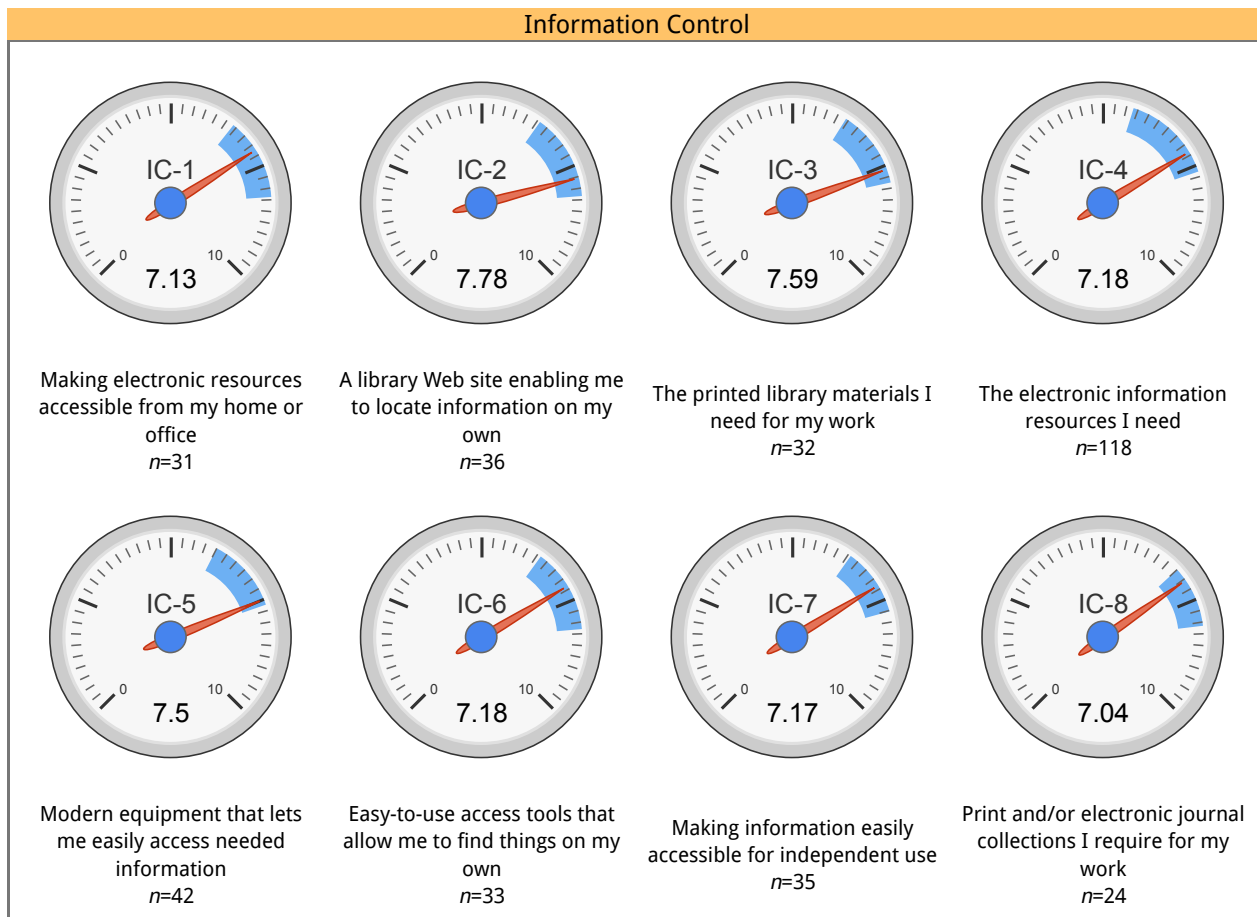 Information Control
IC-1
0
10
7.13
IC-2
0
10
7.78
IC-3
0
10
7.59
IC-4
0
10
7.18
Making electronic resources
accessible from my home or
office
n=31
A library Web site enabling me
to locate information on my
own
n=36
The printed library materials I
need for my work
n=32
The electronic information
resources I need
n=118
IC-5
0
10
7.5
IC-6
0
10
7.18
IC-7
0
10
7.17
IC-8
0
10
7.04
Modern equipment that lets
me easily access needed
information
n=42
Easy-to-use access tools that
allow me to find things on my
own
n=33
Making information easily
accessible for independent use
n=35
Print and/or electronic journal
collections I require for my
work
n=24